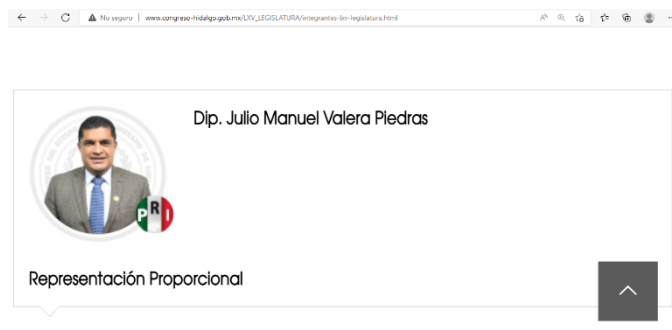 No seguro | www.congreso-hidalgo.gob.mx/LXV_LEGISLATURA/integrantes-lxv-legislatura.html
Dip. Julio Manuel Valera Piedras
PRI
Representación Proporcional